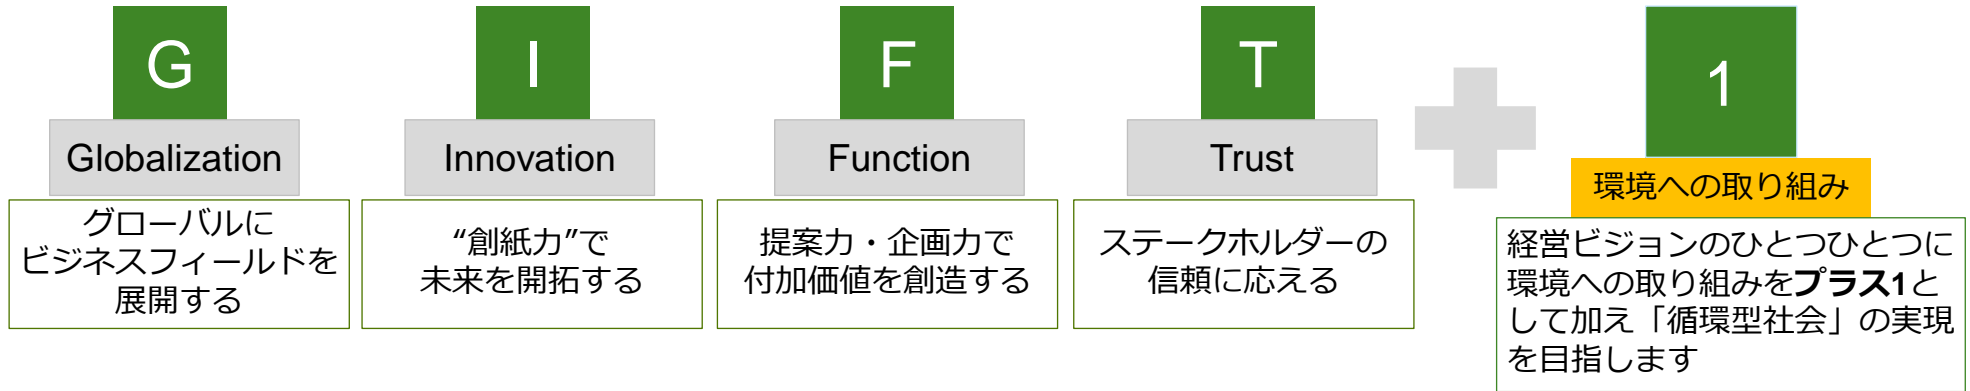 G
Globalization
グローバルに
ビジネスフィールドを
展開する
I
Innovation
“創紙力”で
未来を開拓する
F
Function
提案力・企画力で
付加価値を創造する
T
Trust
ステークホルダーの
信頼に応える
1
環境への取り組み
経営ビジョンのひとつひとつに
環境への取り組みをプラス1と
して加え「循環型社会」の実現
を目指します